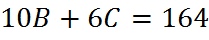 10B + 6C = 164